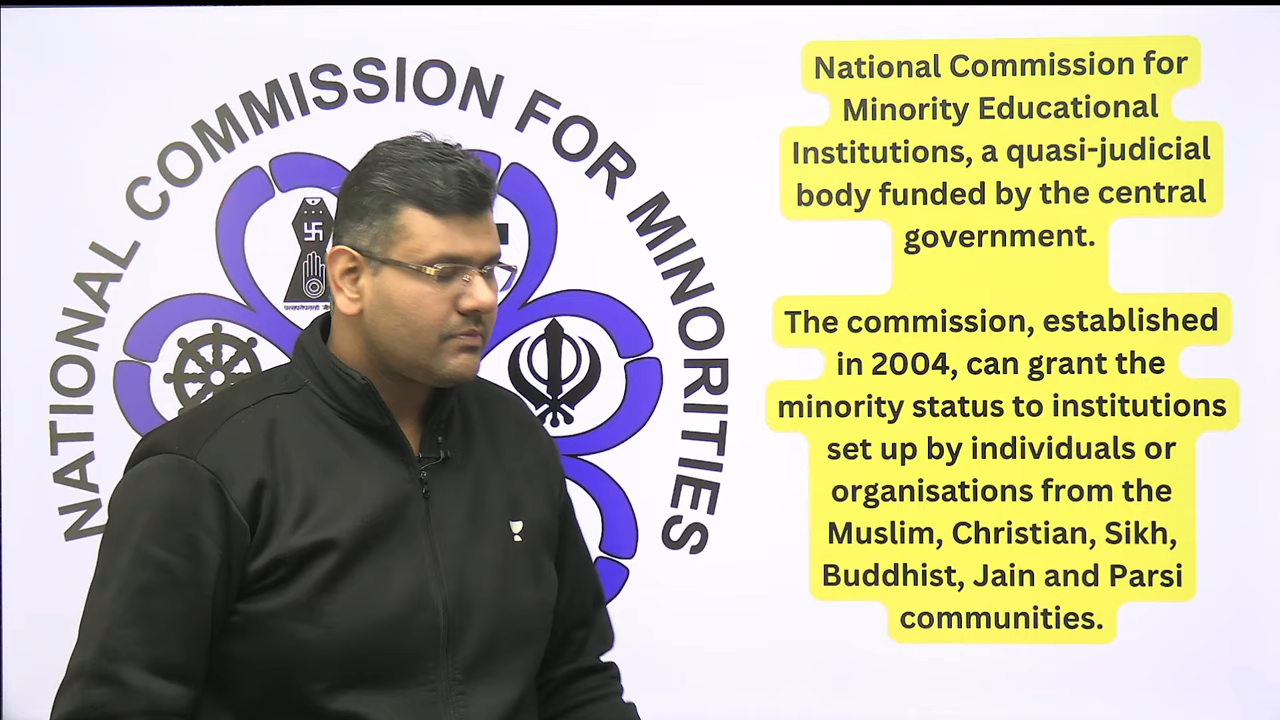 NATIONAL COMMISSION FOR MINORITIES
National Commission for
Minority Educational
Institutions, a quasi-judicial
body funded by the central
government.
The commission, established
in 2004, can grant the
minority status to institutions
set up by individuals or
organisations from the
Muslim, Christian, Sikh,
Buddhist, Jain and Parsi
communities.